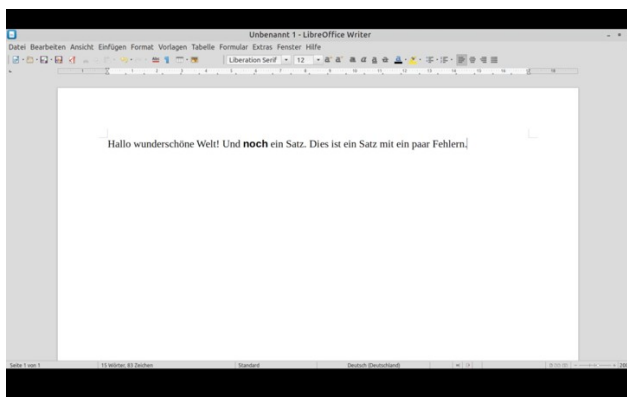 Unbenannt 1 - LibreOffice Writer
Datei Bearbeiten Ansicht Einfügen Format Vorlagen Tabelle Formular Extras Fenster Hilfe
Liberation Serif 12
Hallo wunderschöne Welt! Und noch ein Satz. Dies ist ein Satz mit ein paar Fehlern.
Seite 1 von 1 15 Wörter, 83 Zeichen Standard Deutsch (Deutschland)